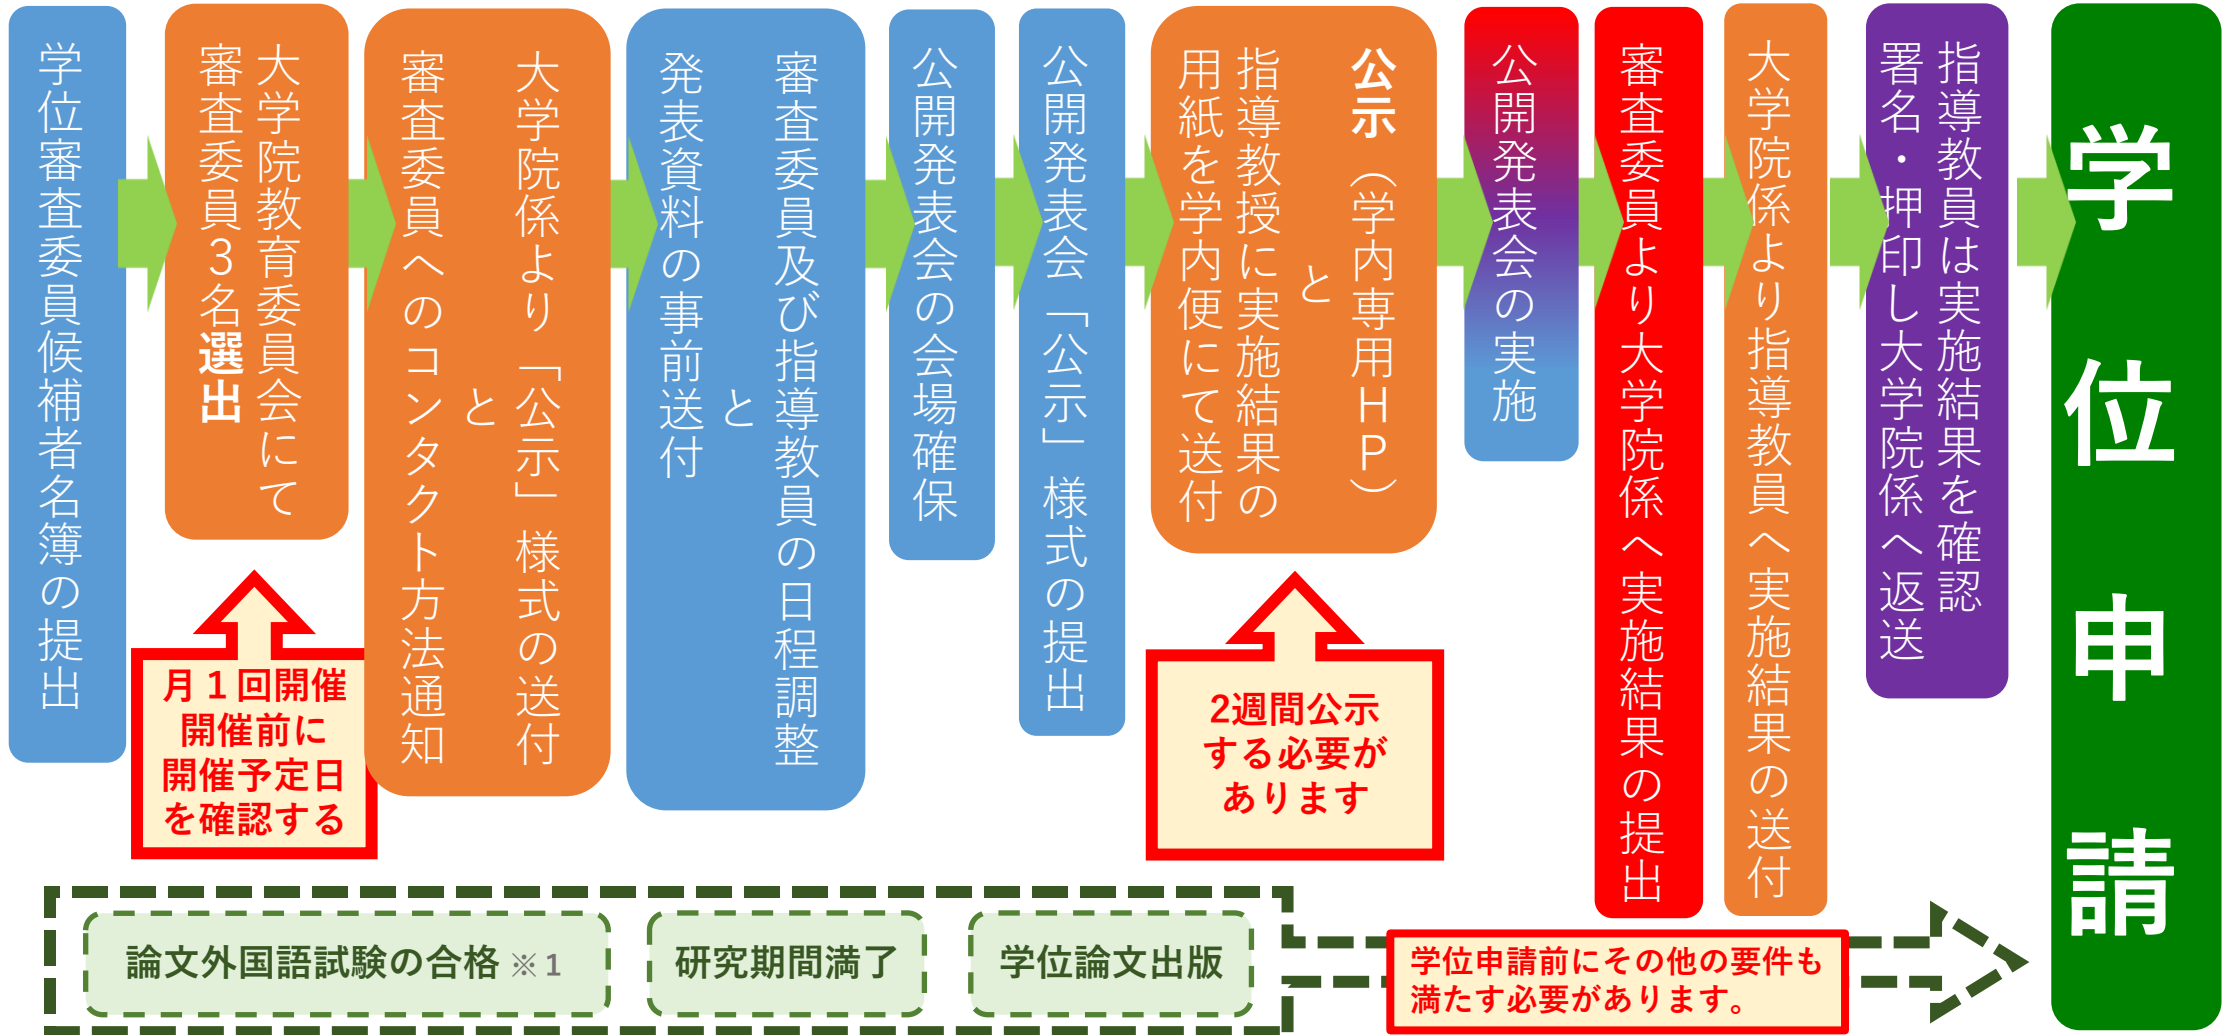 学位審査委員候補者名簿の提出
大学院教育委員会にて
審査委員３名選出
月１回開催
開催前に
開催予定日
を確認する
大学院係より「公示」様式の送付
と
審査委員へのコンタクト方法通知
審査委員及び指導教員の日程調整
と
発表資料の事前送付
公開発表会の会場確保
公開発表会「公示」様式の提出
公示（学内専用ＨＰ）
と
指導教授に実施結果の
用紙を学内便にて送付
2週間公示
する必要が
あります
公開発表会の実施
審査委員より大学院係へ実施結果の提出
大学院係より指導教員へ実施結果の送付
指導教員は実施結果を確認
署名・押印し大学院係へ返送
学位申請
論文外国語試験の合格※１
研究期間満了
学位論文出版
学位申請前にその他の要件も
満たす必要があります。